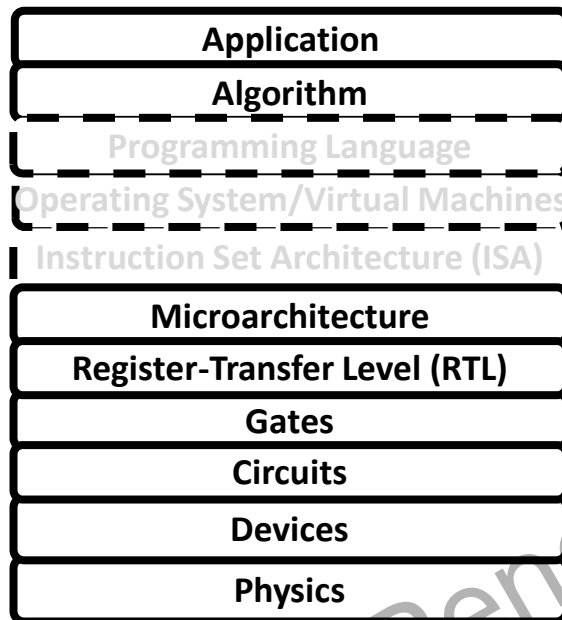 Application
Algorithm
Programming Language
Operating System/Virtual Machines
Instruction Set Architecture (ISA)
Microarchitecture
Register-Transfer Level (RTL)
Gates
Circuits
Devices
Physics